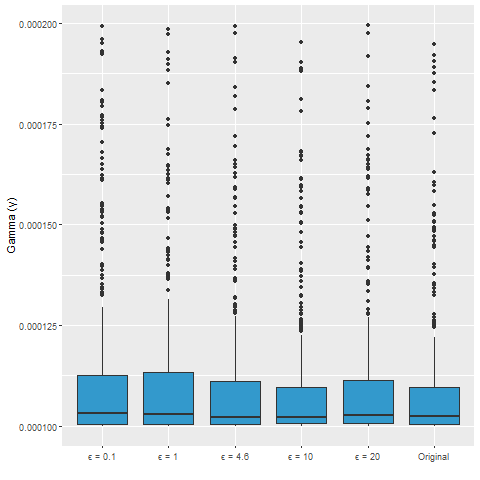 0.000200
0.000175
0.000150
0.000125
0.000100
Gamma (γ)
ϵ = 0.1
ϵ = 1
ϵ = 4.6
ϵ = 10
ϵ = 20
Original